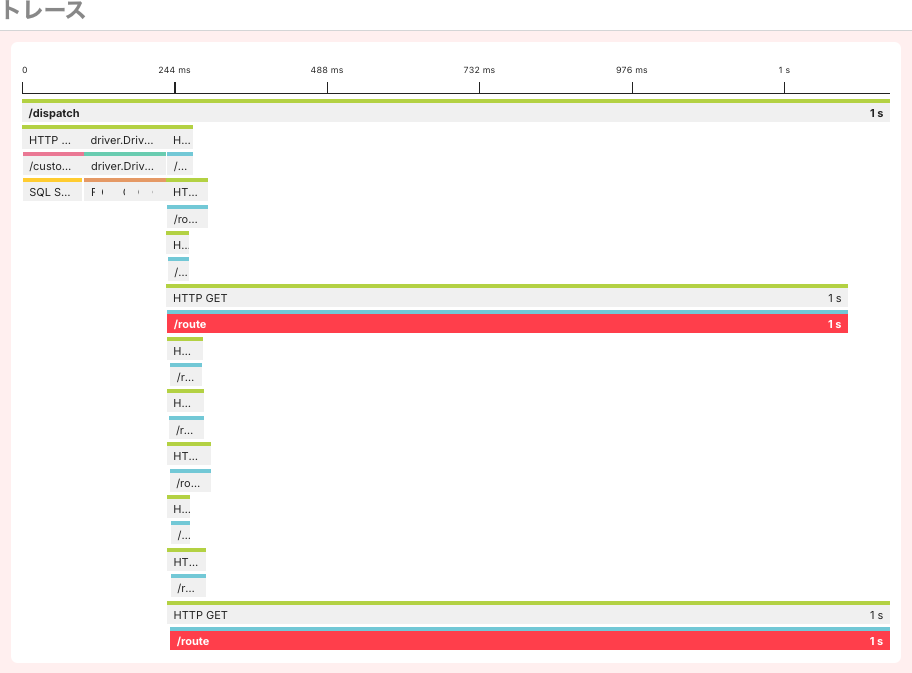 トレース
0 244 ms 488 ms 732 ms 976 ms 1 s
/dispatch 1 s
HTTP ... driver.Driv... H...
/custo... driver.Driv... /...
SQL S... HT...
/ro...
H...
/...
HTTP GET 1 s
/route 1 s
H...
/r...
H...
/r...
HT...
/ro...
H...
/...
HT...
/r...
HTTP GET 1 s
/route 1 s